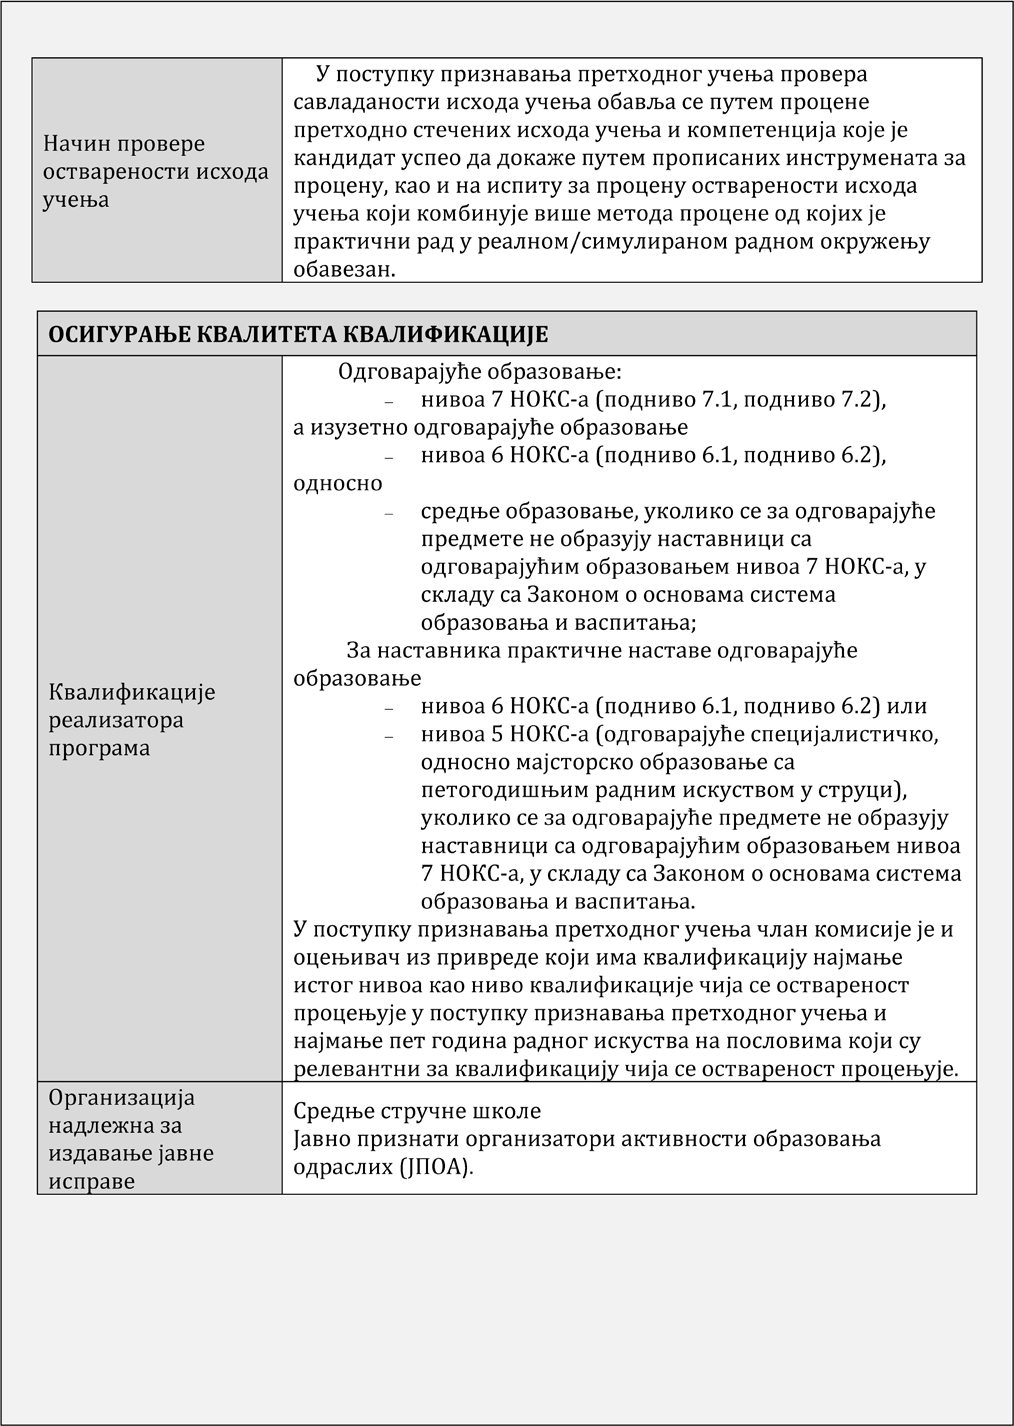 Начин провере
остварености исхода
учења
У поступку признавања претходног учења провера
савладаности исхода учења обавља се путем процене
претходно стечених исхода учења и компетенција које је
кандидат успео да докаже путем прописаних инструмената за
процену, као и на испиту за процену остварености исхода
учења који комбинује више метода процене од којих је
практични рад у реалном/симулираном радном окружењу
обавезан.
ОСИГУРАЊЕ КВАЛИТЕТА КВАЛИФИКАЦИЈЕ
Квалификације
реализатора
програма
Одговарајуће образовање:
– нивоа 7 НОКС-а (подниво 7.1, подниво 7.2),
а изузетно одговарајуће образовање
– нивоа 6 НОКС-а (подниво 6.1, подниво 6.2),
односно
– средње образовање, уколико се за одговарајуће
предмете не образују наставници са
одговарајућим образовањем нивоа 7 НОКС-а, у
складу са Законом о основама система
образовања и васпитања;
За наставника практичне наставе одговарајуће
образовање
– нивоа 6 НОКС-а (подниво 6.1, подниво 6.2) или
– нивоа 5 НОКС-а (одговарајуће специјалистичко,
односно мајсторско образовање са
петогодишњим радним искуством у струци),
уколико се за одговарајуће предмете не образују
наставници са одговарајућим образовањем нивоа
7 НОКС-а, у складу са Законом о основама система
образовања и васпитања.
У поступку признавања претходног учења члан комисије је и
оцењивач из привреде који има квалификацију најмање
истог нивоа као ниво квалификације чија се оствареност
процењује у поступку признавања претходног учења и
најмање пет година радног искуства на пословима који су
релевантни за квалификацију чија се оствареност процењује.
Организација
надлежна за
издавање јавне
исправе
Средње стручне школе
Јавно признати организатори активности образовања
одраслих (ЈПОА).